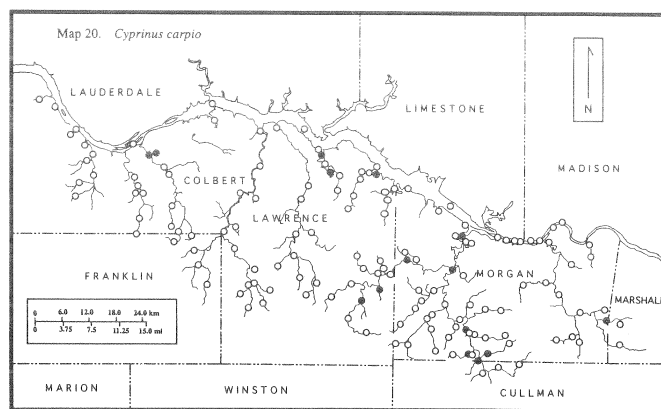 Map 20. Cyprinus carpio
LAUDERDALE
LIMESTONE
N
MADISON
COLBERT
LAWRENCE
FRANKLIN
MORGAN
MARSHALL
0 6.0 12.0 18.0 24.0 km
0 3.75 7.5 11.25 15.0 mi
MARION
WINSTON
CULLMAN